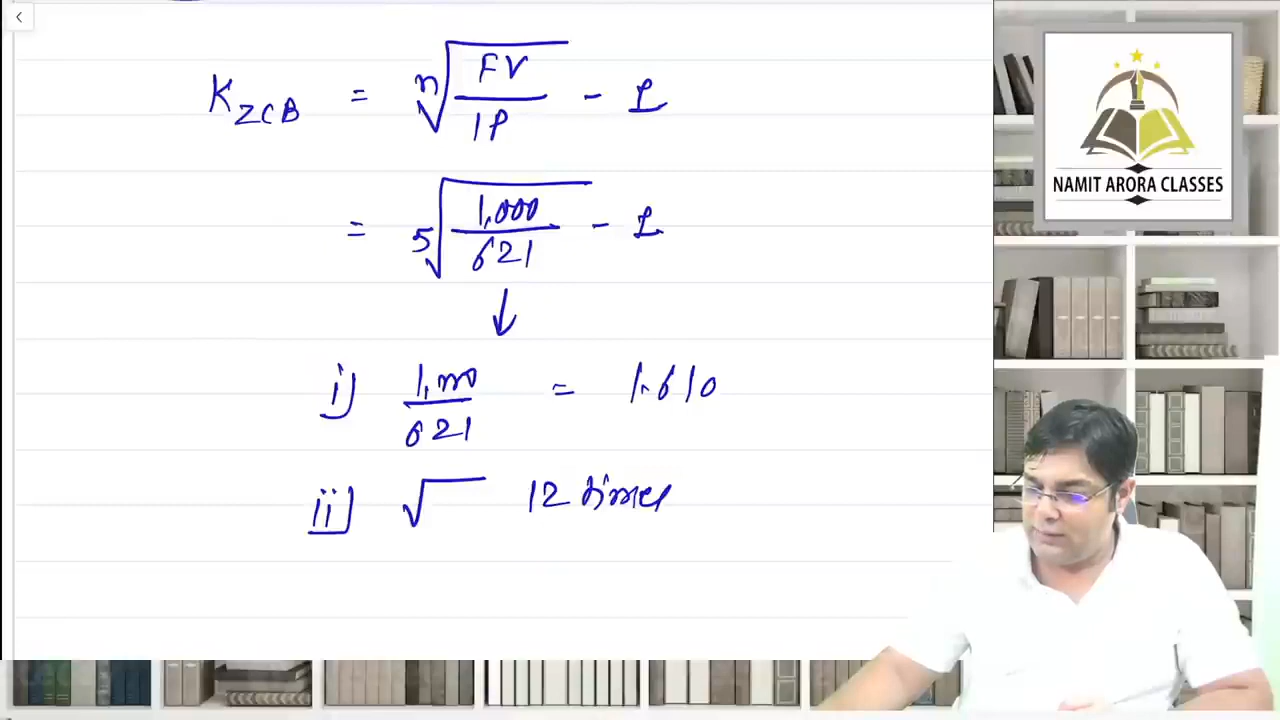 K_ZCB = ⁿ√(FV/IP) - 1
= ⁵√(1,000/621) - 1
↓
i) 1,000/621 = 1.610
ii) √ 12 times
NAMIT ARORA CLASSES